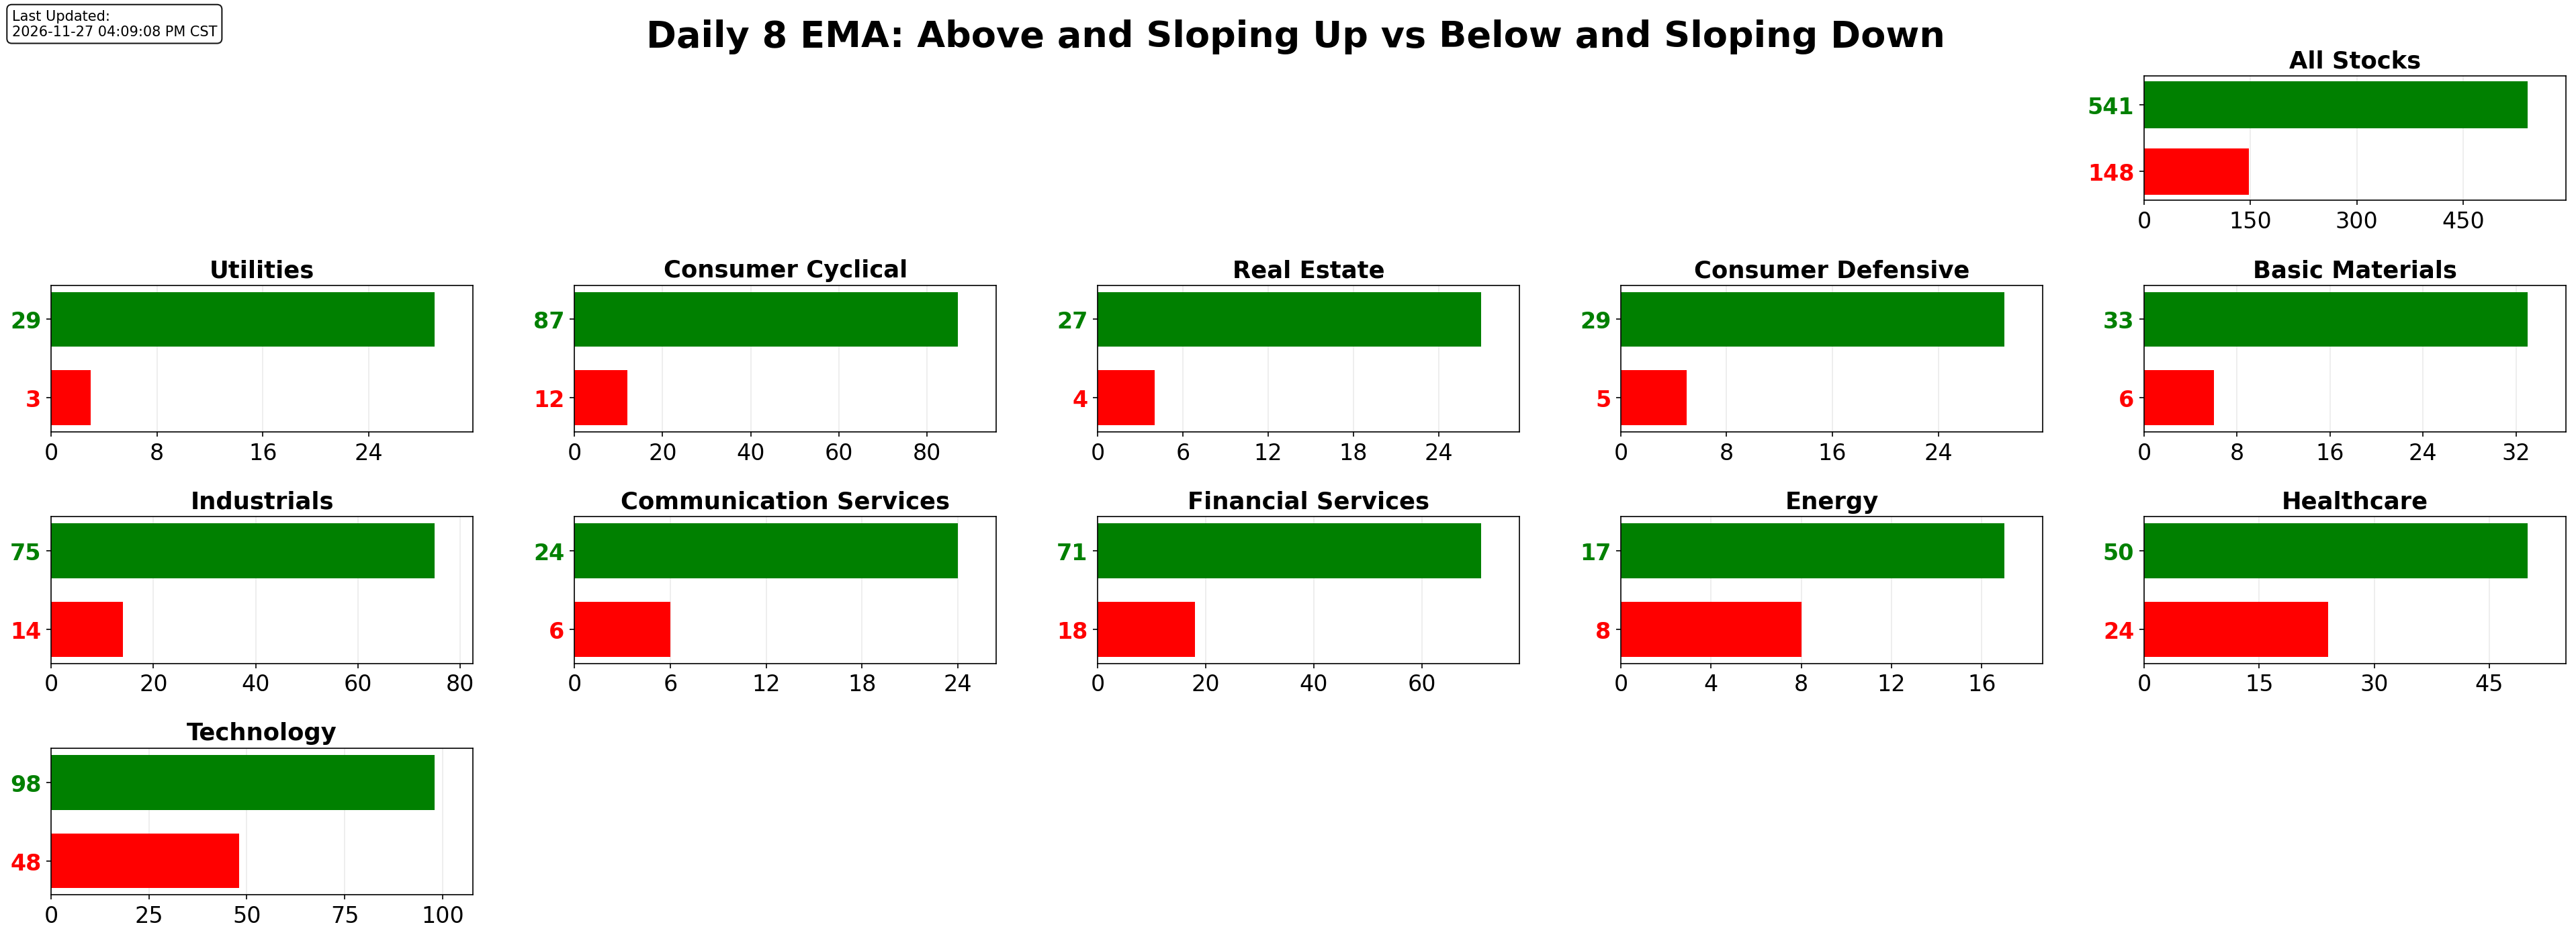 Last Updated:
2026-11-27 04:09:08 PM CST
Daily 8 EMA: Above and Sloping Up vs Below and Sloping Down
All Stocks
541
148
0 150 300 450
Utilities
29
3
0 8 16 24
Consumer Cyclical
87
12
0 20 40 60 80
Real Estate
27
4
0 6 12 18 24
Consumer Defensive
29
5
0 8 16 24
Basic Materials
33
6
0 8 16 24 32
Industrials
75
14
0 20 40 60 80
Communication Services
24
6
0 6 12 18 24
Financial Services
71
18
0 20 40 60
Energy
17
8
0 4 8 12 16
Healthcare
50
24
0 15 30 45
Technology
98
48
0 25 50 75 100